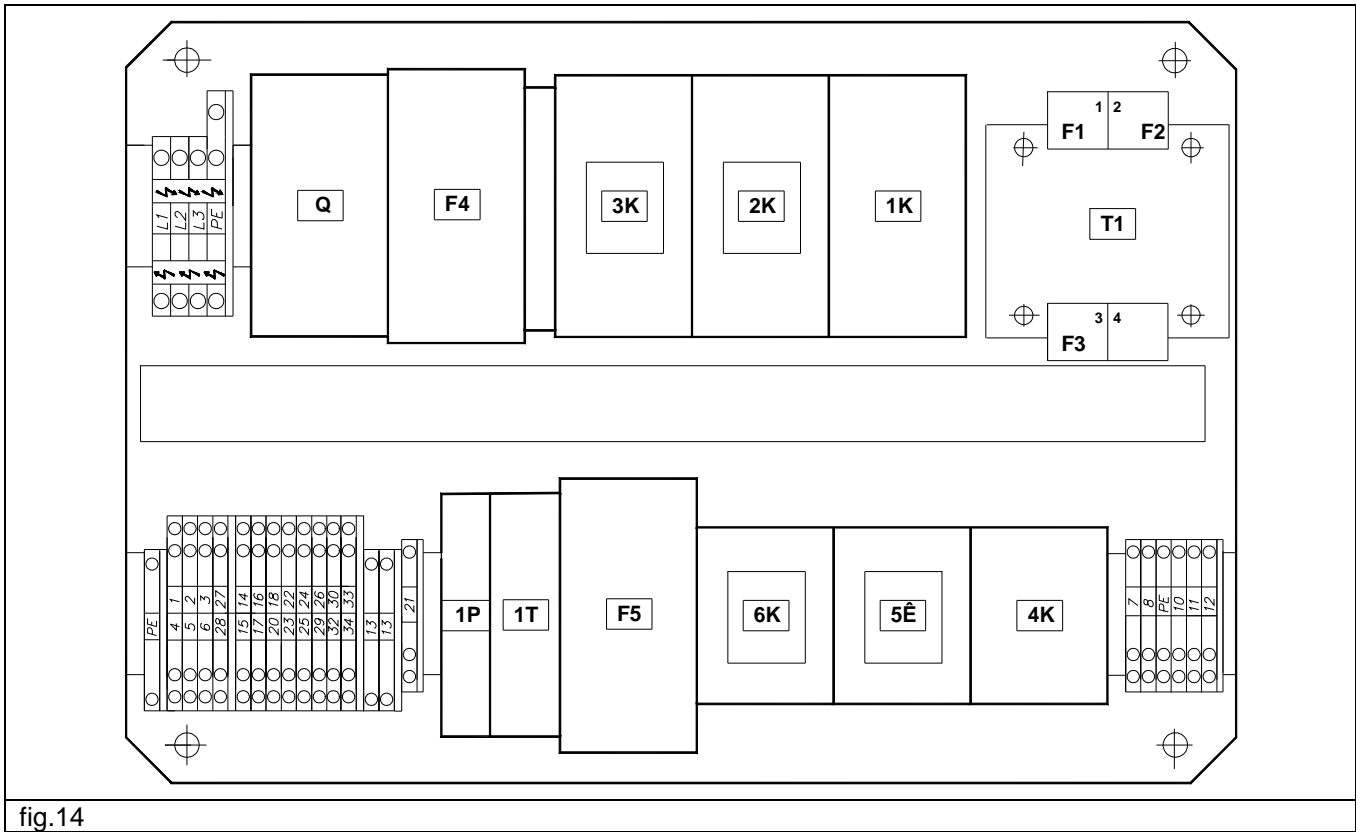 1 2
F1 F2
L1 L2 L3 PE
Q F4 3K 2K 1K T1
3 4
F3
PE
1 2 3 27 14 16 18 22 24 26 30 33
4 5 6 28 15 17 20 23 25 29 32 34
13 13
21
1P 1T F5 6K 5Ê 4K
7 8 PE 10 11 12
fig.14